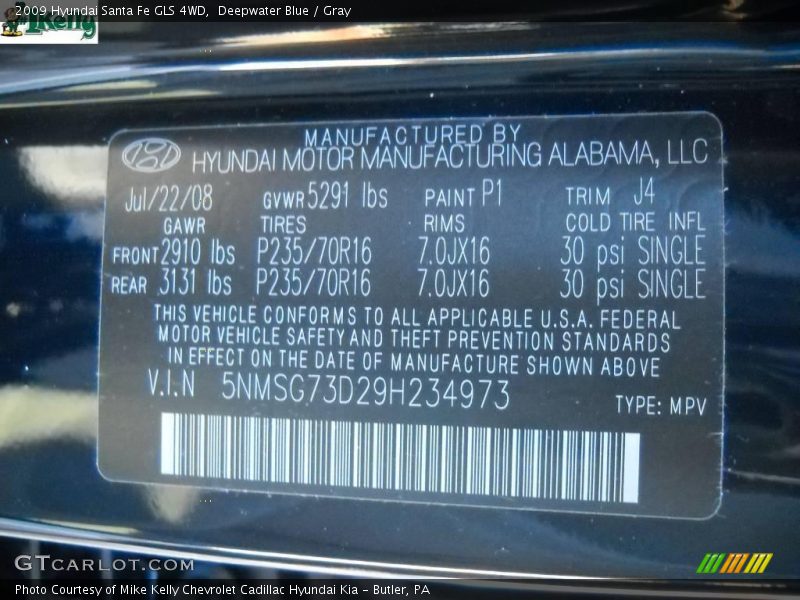 2009 Hyundai Santa Fe GLS 4WD, Deepwater Blue / Gray
Kelly
MANUFACTURED BY
HYUNDAI MOTOR MANUFACTURING ALABAMA, LLC
Jul/22/08 GVWR 5291 lbs PAINT P1 TRIM J4
GAWR TIRES RIMS COLD TIRE INFL
FRONT 2910 lbs P235/70R16 7.0JX16 30 psi SINGLE
REAR 3131 lbs P235/70R16 7.0JX16 30 psi SINGLE
THIS VEHICLE CONFORMS TO ALL APPLICABLE U.S.A. FEDERAL
MOTOR VEHICLE SAFETY AND THEFT PREVENTION STANDARDS
IN EFFECT ON THE DATE OF MANUFACTURE SHOWN ABOVE
V.I.N 5NMSG73D29H234973
TYPE: MPV
GTCARLOT.COM
Photo Courtesy of Mike Kelly Chevrolet Cadillac Hyundai Kia - Butler, PA